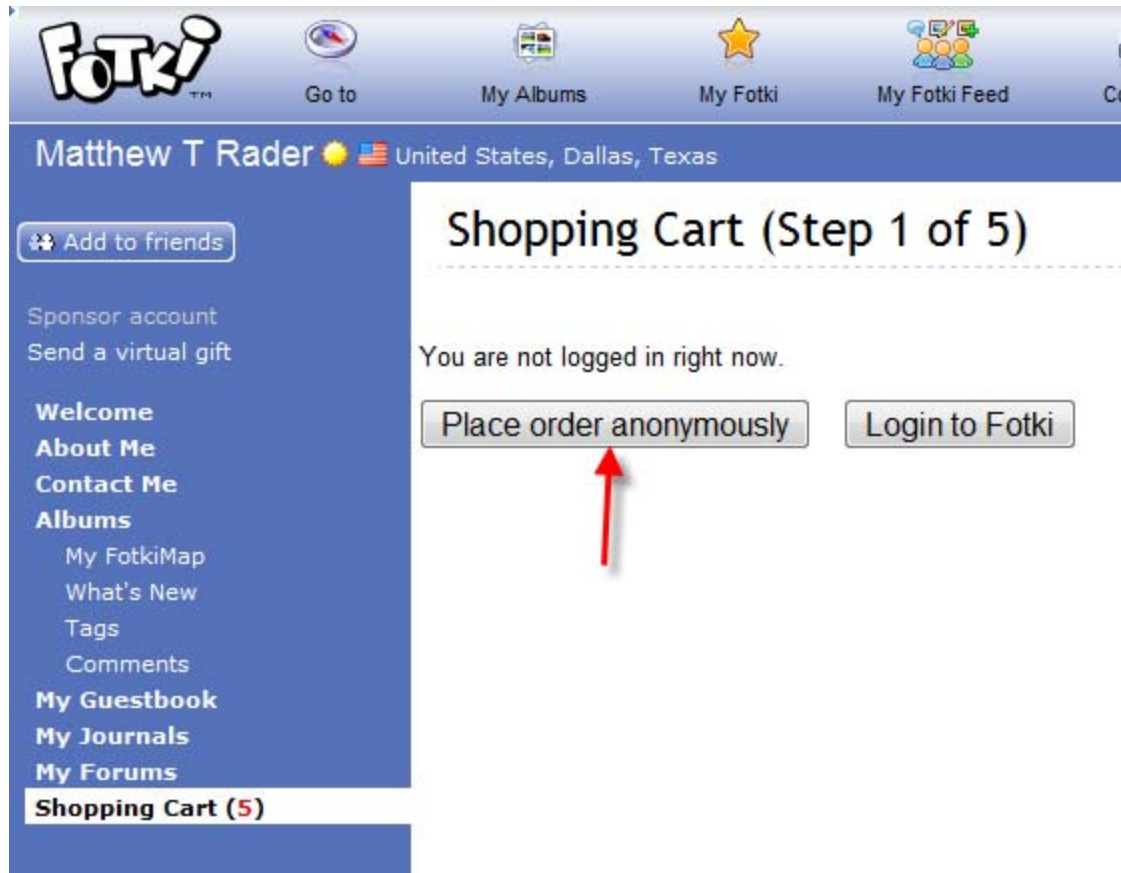 FOTKI TM
Go to
My Albums
My Fotki
My Fotki Feed
Matthew T Rader United States, Dallas, Texas
Add to friends
Sponsor account
Send a virtual gift
Welcome
About Me
Contact Me
Albums
My FotkiMap
What's New
Tags
Comments
My Guestbook
My Journals
My Forums
Shopping Cart (5)
Shopping Cart (Step 1 of 5)
You are not logged in right now.
Place order anonymously
Login to Fotki